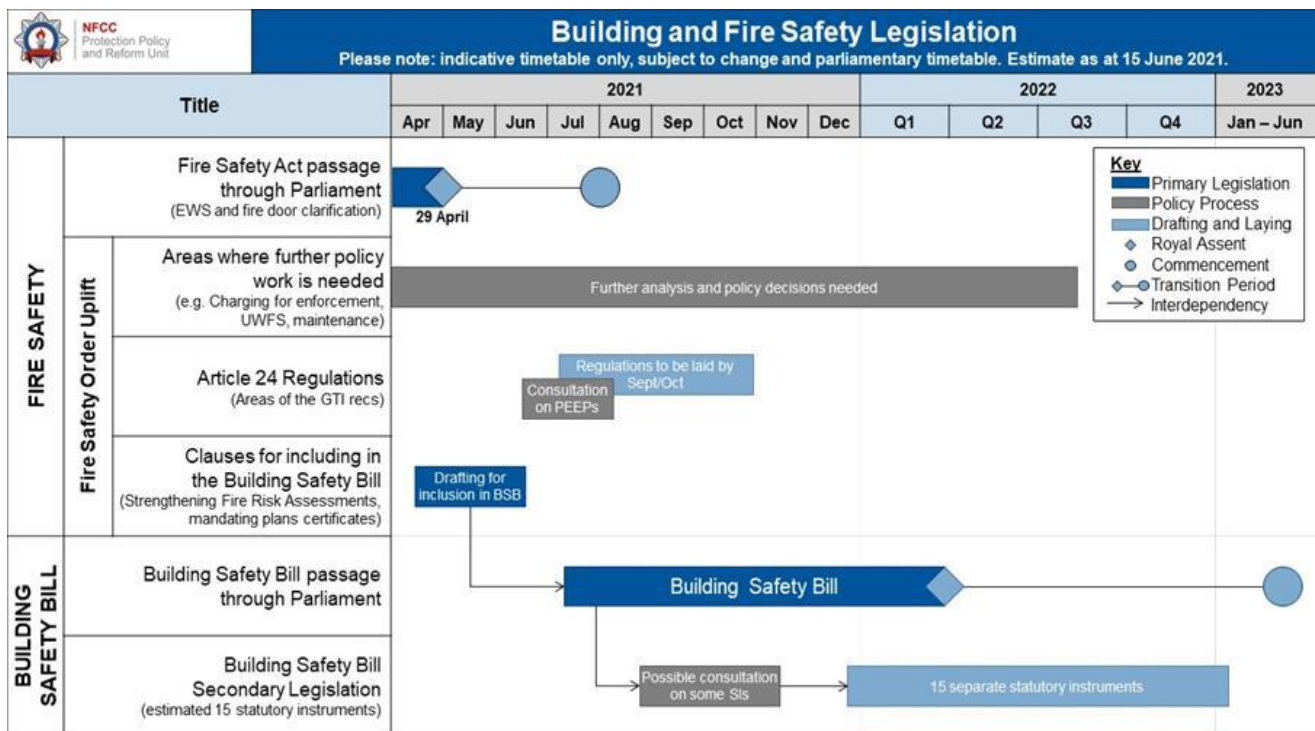 NFCC
Protection Policy
and Reform Unit
Building and Fire Safety Legislation
Please note: indicative timetable only, subject to change and parliamentary timetable. Estimate as at 15 June 2021.
Title
2021
2022
2023
Apr
May
Jun
Jul
Aug
Sep
Oct
Nov
Dec
Q1
Q2
Q3
Q4
Jan – Jun
FIRE SAFETY
Fire Safety Act passage
through Parliament
(EWS and fire door clarification)
29 April
Key
Primary Legislation
Policy Process
Drafting and Laying
Royal Assent
Commencement
Transition Period
Interdependency
Fire Safety Order Uplift
Areas where further policy
work is needed
(e.g. Charging for enforcement,
UWFS, maintenance)
Further analysis and policy decisions needed
Article 24 Regulations
(Areas of the GTI recs)
Regulations to be laid by
Sept/Oct
Consultation
on PEEPs
Clauses for including in
the Building Safety Bill
(Strengthening Fire Risk Assessments,
mandating plans certificates)
Drafting for
inclusion in BSB
BUILDING
SAFETY BILL
Building Safety Bill passage
through Parliament
Building Safety Bill
Building Safety Bill
Secondary Legislation
(estimated 15 statutory instruments)
Possible consultation
on some SIs
15 separate statutory instruments